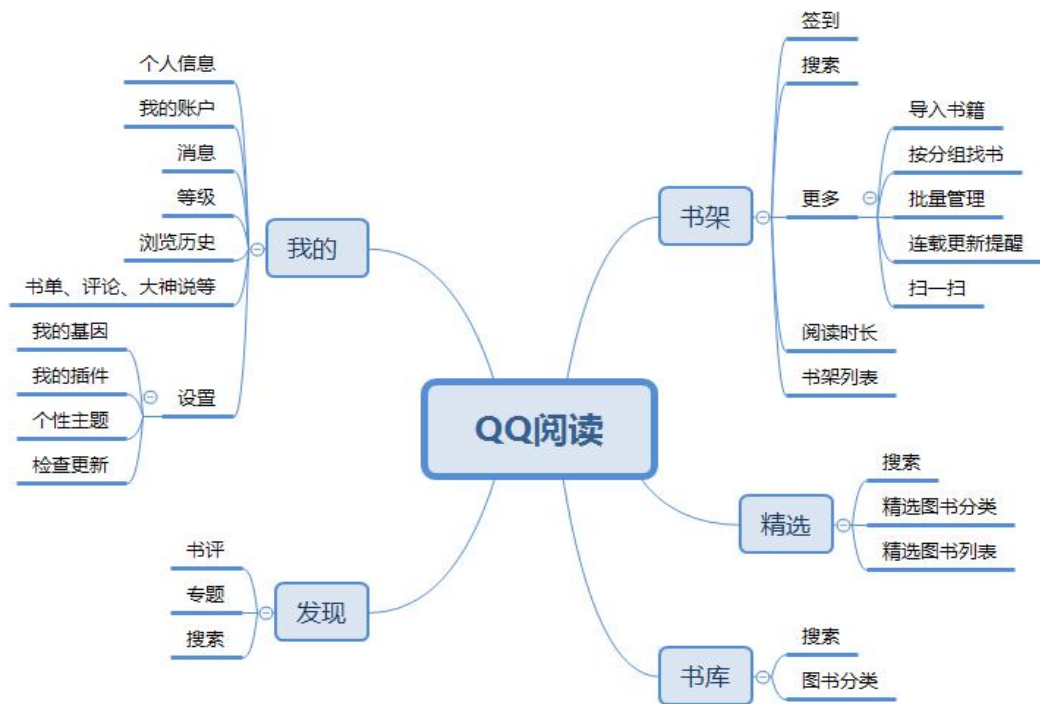 QQ阅读
书架
签到
搜索
更多
导入书籍
按分组找书
批量管理
连载更新提醒
扫一扫
阅读时长
书架列表
精选
搜索
精选图书分类
精选图书列表
书库
搜索
图书分类
发现
书评
专题
搜索
我的
个人信息
我的账户
消息
等级
浏览历史
书单、评论、大神说等
设置
我的基因
我的插件
个性主题
检查更新